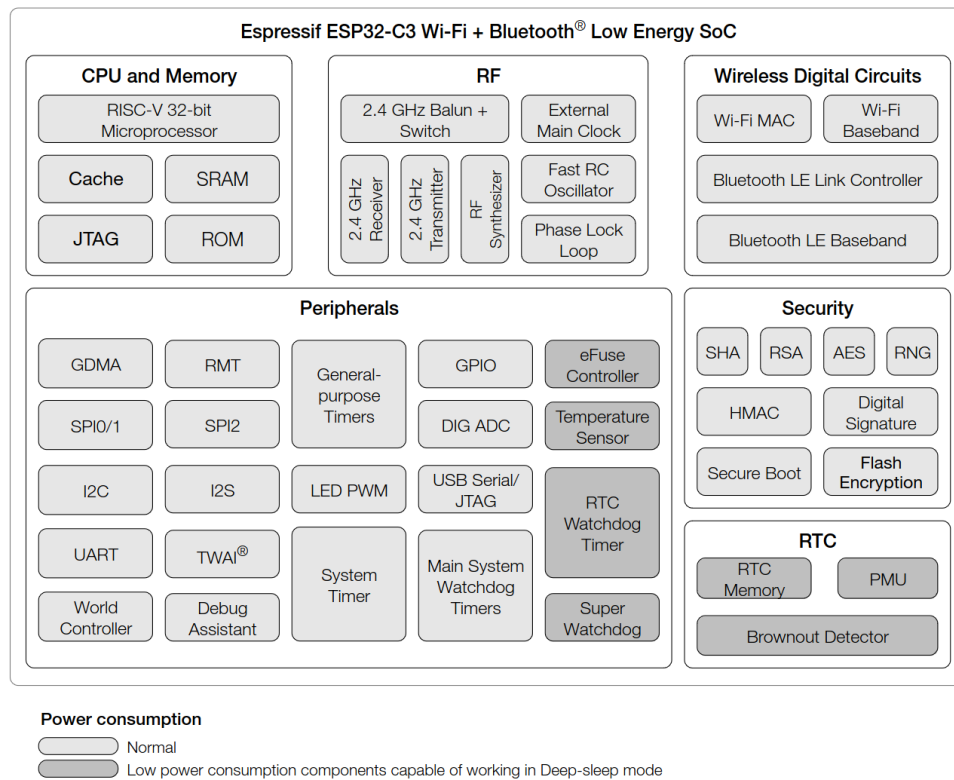 Espressif ESP32-C3 Wi-Fi + Bluetooth® Low Energy SoC
CPU and Memory
RISC-V 32-bit
Microprocessor
Cache
SRAM
JTAG
ROM
RF
2.4 GHz Balun +
Switch
External
Main Clock
2.4 GHz
Receiver
2.4 GHz
Transmitter
RF
Synthesizer
Fast RC
Oscillator
Phase Lock
Loop
Wireless Digital Circuits
Wi-Fi MAC
Wi-Fi
Baseband
Bluetooth LE Link Controller
Bluetooth LE Baseband
Peripherals
GDMA
RMT
General-
purpose
Timers
GPIO
eFuse
Controller
SPI0/1
SPI2
DIG ADC
Temperature
Sensor
I2C
I2S
LED PWM
USB Serial/
JTAG
RTC
Watchdog
Timer
UART
TWAI®
System
Timer
Main System
Watchdog
Timers
World
Controller
Debug
Assistant
Super
Watchdog
Security
SHA
RSA
AES
RNG
HMAC
Digital
Signature
Secure Boot
Flash
Encryption
RTC
RTC
Memory
PMU
Brownout Detector
Power consumption
Normal
Low power consumption components capable of working in Deep-sleep mode